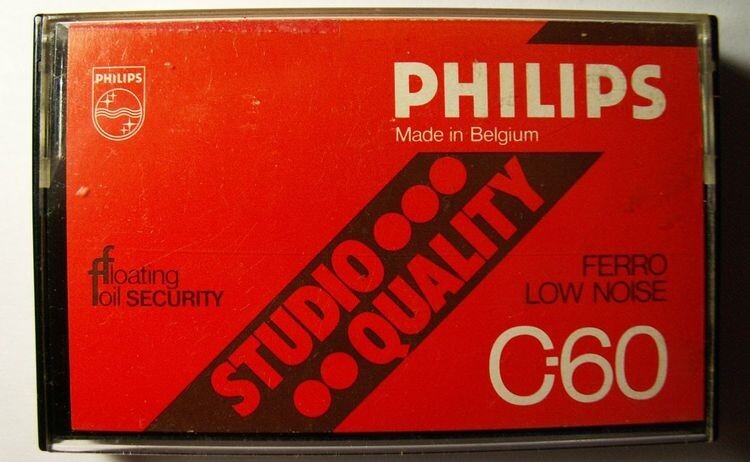 PHILIPS
PHILIPS
Made in Belgium
STUDIO
QUALITY
floating
foil SECURITY
FERRO
LOW NOISE
C-60